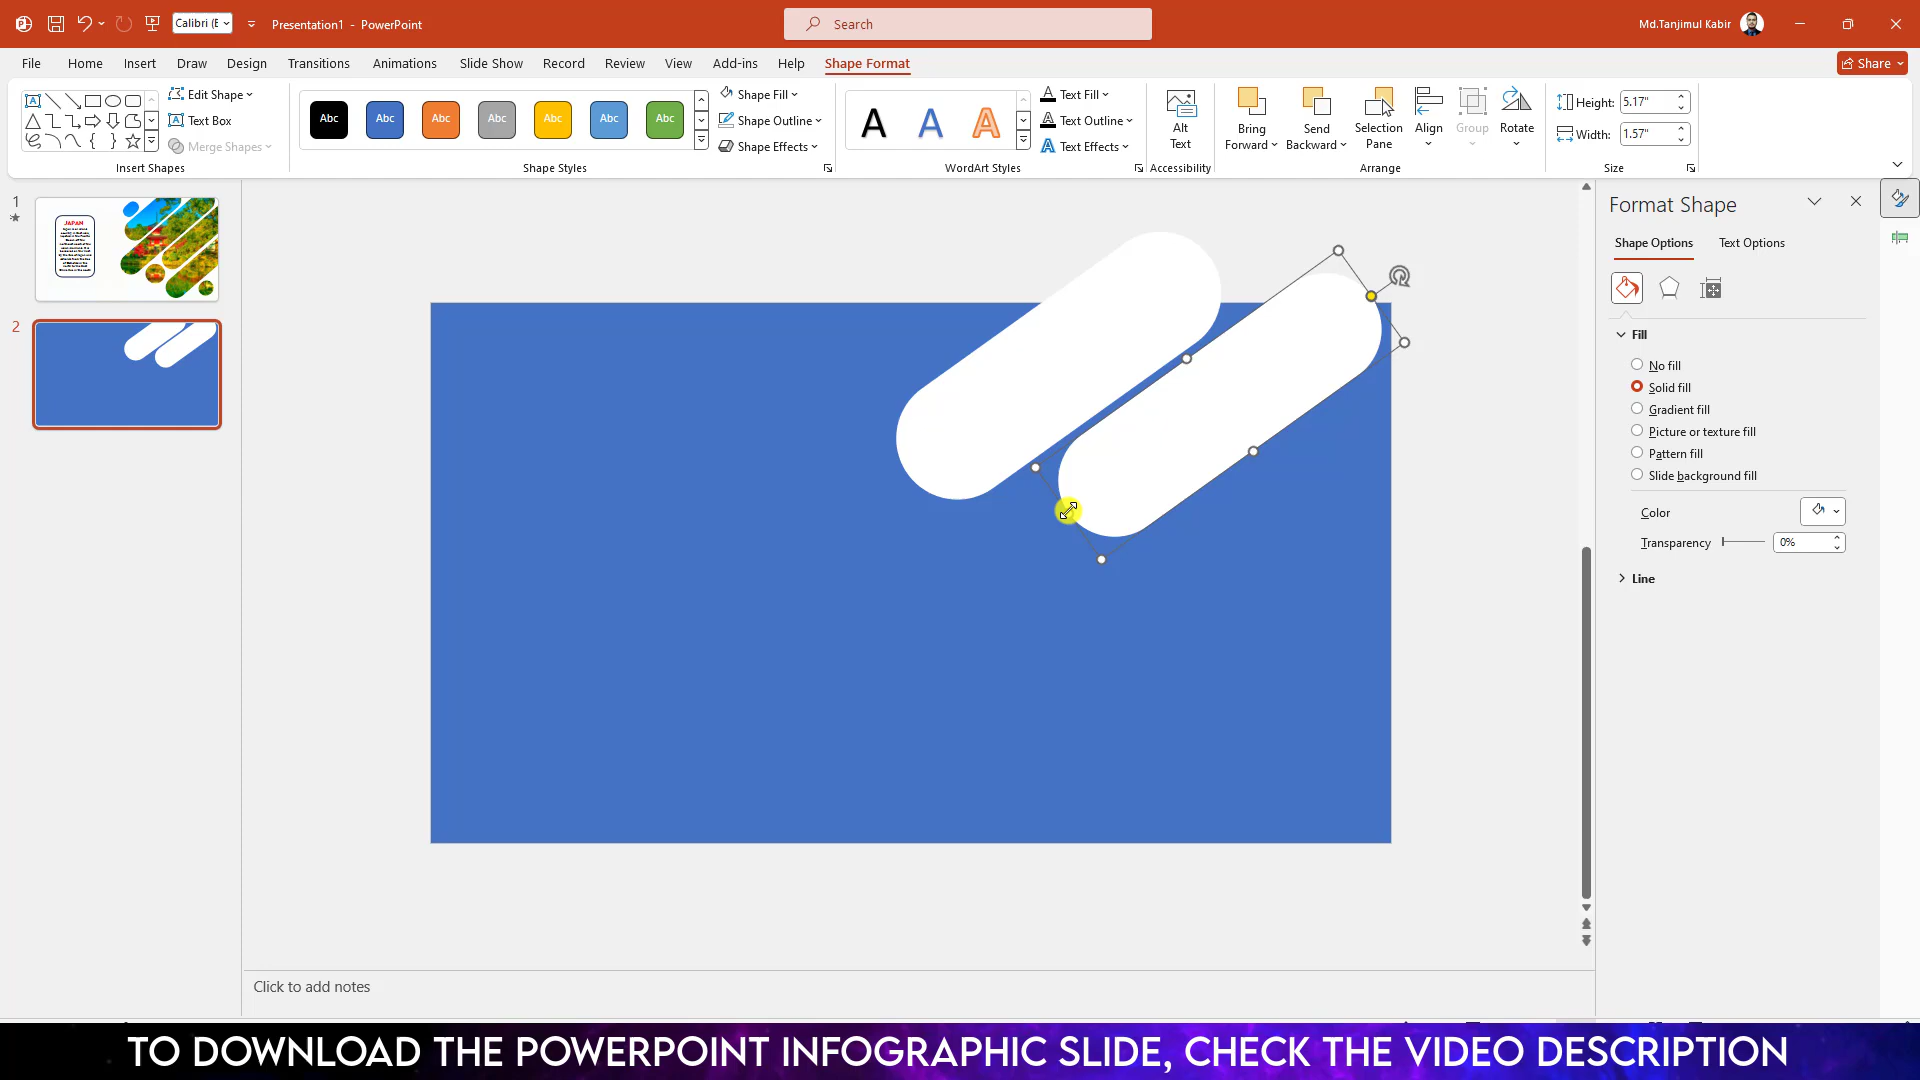 Calibri (E
Presentation1 - PowerPoint
Search
Md.Tanjimul Kabir
File Home Insert Draw Design Transitions Animations Slide Show Record Review View Add-ins Help Shape Format
Share
Edit Shape
Text Box
Merge Shapes
Insert Shapes
Abc Abc Abc Abc Abc Abc Abc
Shape Fill
Shape Outline
Shape Effects
Shape Styles
A A A
Text Fill
Text Outline
Text Effects
WordArt Styles
Alt
Text
Accessibility
Bring
Forward
Send
Backward
Selection
Pane
Align
Group
Rotate
Arrange
Height: 5.17"
Width: 1.57"
Size
1
JAPAN
2
Format Shape
Shape Options Text Options
Fill
No fill
Solid fill
Gradient fill
Picture or texture fill
Pattern fill
Slide background fill
Color
Transparency 0%
Line
Click to add notes
TO DOWNLOAD THE POWERPOINT INFOGRAPHIC SLIDE, CHECK THE VIDEO DESCRIPTION